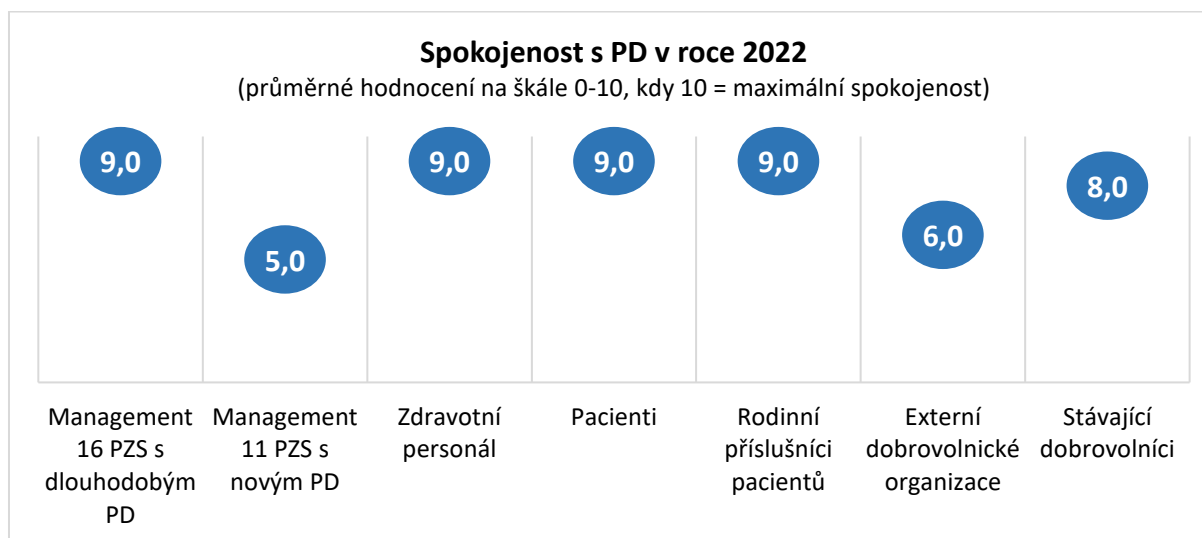 Spokojenost s PD v roce 2022
(průměrné hodnocení na škále 0-10, kdy 10 = maximální spokojenost)
9,0
5,0
9,0
9,0
9,0
6,0
8,0
Management
16 PZS s
dlouhodobým
PD
Management
11 PZS s
novým PD
Zdravotní
personál
Pacienti
Rodinní
příslušníci
pacientů
Externí
dobrovolnické
organizace
Stávající
dobrovolníci